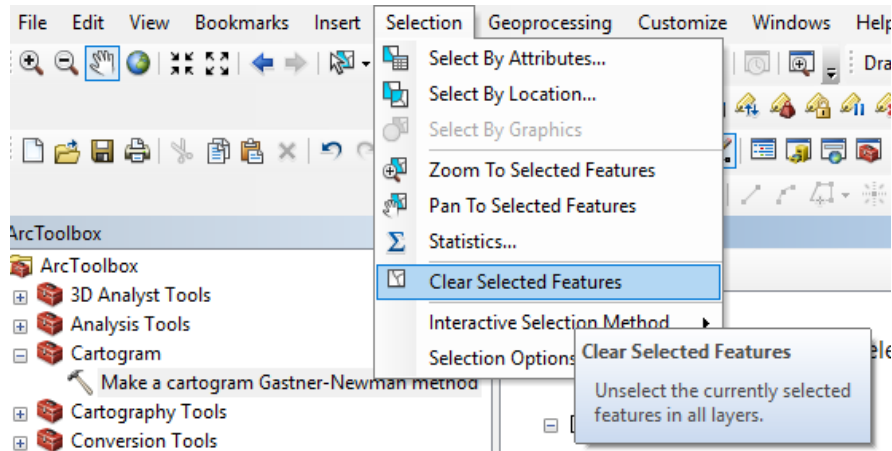 File Edit View Bookmarks Insert Selection Geoprocessing Customize Windows Help
Select By Attributes...
Select By Location...
Select By Graphics
Zoom To Selected Features
Pan To Selected Features
Statistics...
Clear Selected Features
Interactive Selection Method
Selection Options
Clear Selected Features
Unselect the currently selected
features in all layers.
ArcToolbox
ArcToolbox
3D Analyst Tools
Analysis Tools
Cartogram
Make a cartogram Gastner-Newman method
Cartography Tools
Conversion Tools